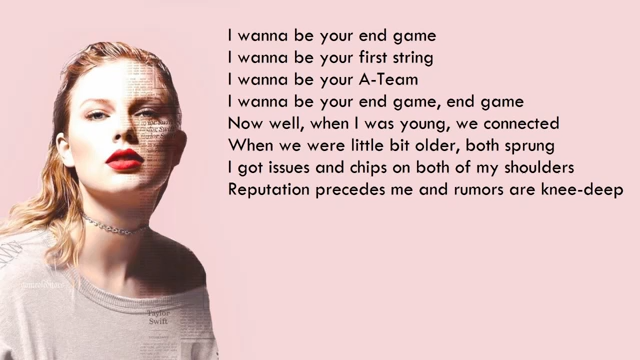 I wanna be your end game
I wanna be your first string
I wanna be your A-Team
I wanna be your end game, end game
Now well, when I was young, we connected
When we were little bit older, both sprung
I got issues and chips on both of my shoulders
Reputation precedes me and rumors are knee-deep
Taylor
Swift